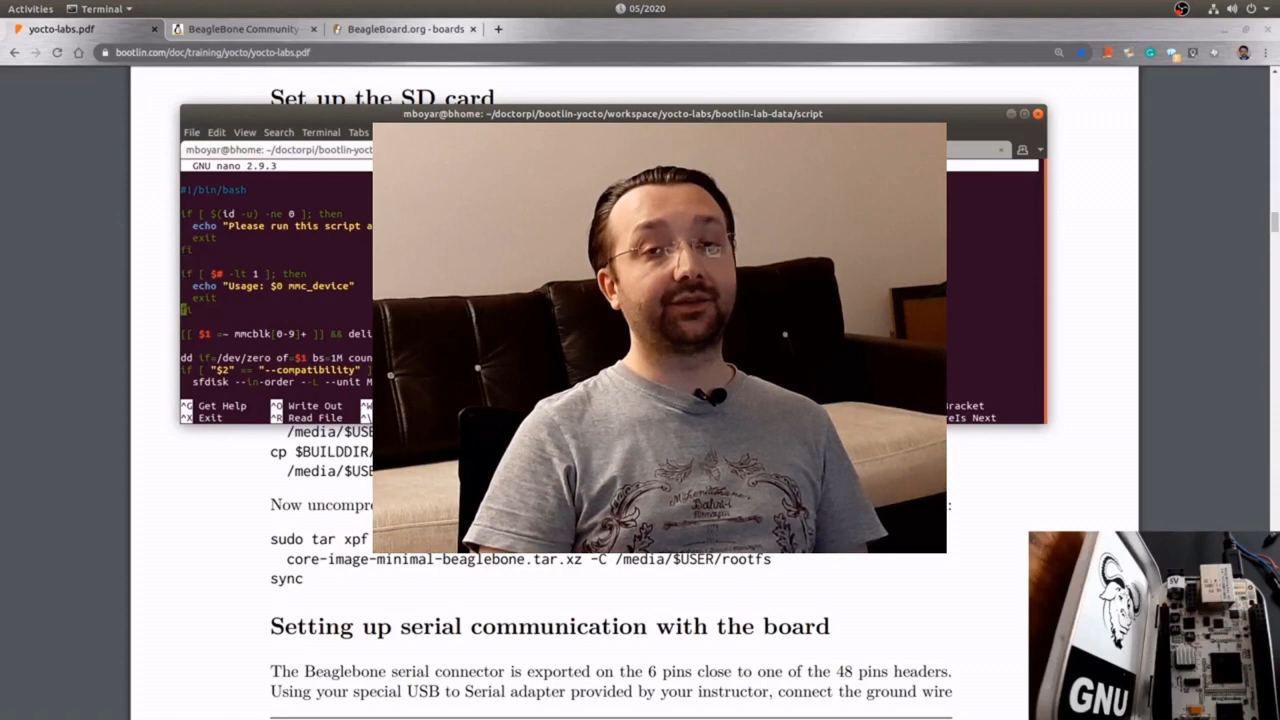 Activities
Terminal
05/2020
yocto-labs.pdf
BeagleBone Community
BeagleBoard.org - boards
bootlin.com/doc/training/yocto/yocto-labs.pdf
Set up the SD card
mboyar@bhome: ~/doctorpi/bootlin-yocto/workspace/yocto-labs/bootlin-lab-data/script
File Edit View Search Terminal Tabs
mboyar@bhome: ~/doctorpi/bootlin-yoct
GNU nano 2.9.3
#!/bin/bash
if [ $(id -u) -ne 0 ]; then
echo "Please run this script a
exit
fi
if [ $# -lt 1 ]; then
echo "Usage: $0 mmc_device"
exit
fi
[[ $1 =~ mmcblk[0-9]+ ]] && deli
dd if=/dev/zero of=$1 bs=1M coun
if [ "$2" == "--compatibility" ]
sfdisk --in-order --L --unit M
^G Get Help ^O Write Out ^W
^X Exit ^R Read File ^\
Bracket
eIs Next
/media/$USE
cp $BUILDDIR/
/media/$USE
Now uncompre
:
sudo tar xpf
core-image-minimal-beaglebone.tar.xz -C /media/$USER/rootfs
sync
Setting up serial communication with the board
The Beaglebone serial connector is exported on the 6 pins close to one of the 48 pins headers.
Using your special USB to Serial adapter provided by your instructor, connect the ground wire
Bahri-i
5V
GNU